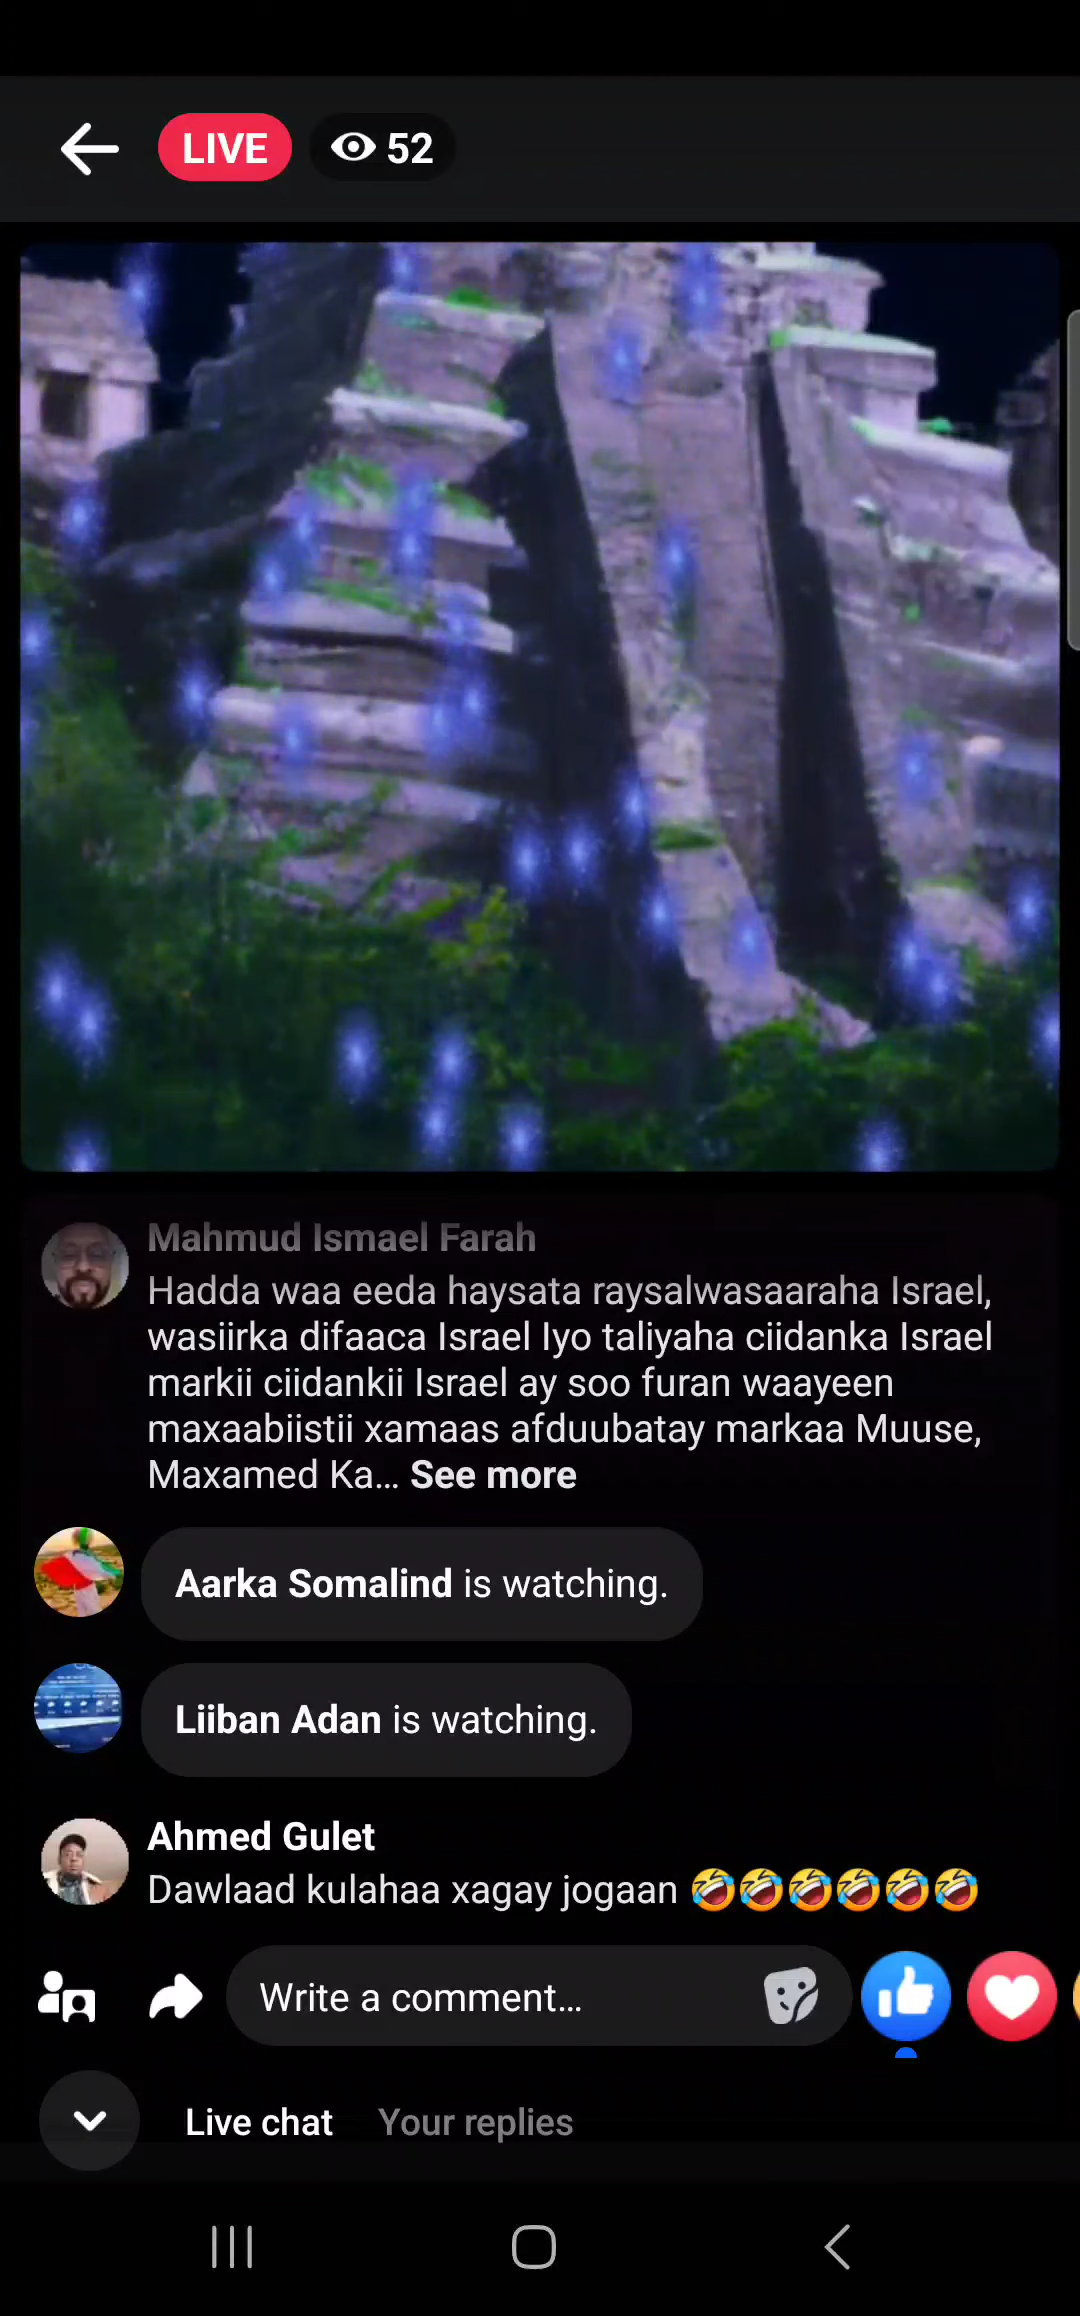 LIVE 52
Mahmud Ismael Farah
Hadda waa eeda haysata raysalwasaaraha Israel,
wasiirka difaaca Israel Iyo taliyaha ciidanka Israel
markii ciidankii Israel ay soo furan waayeen
maxaabiistii xamaas afduubatay markaa Muuse,
Maxamed Ka... See more
Aarka Somalind is watching.
Liiban Adan is watching.
Ahmed Gulet
Dawlaad kulahaa xagay jogaan 🤣🤣🤣🤣🤣🤣
Write a comment...
Live chat Your replies